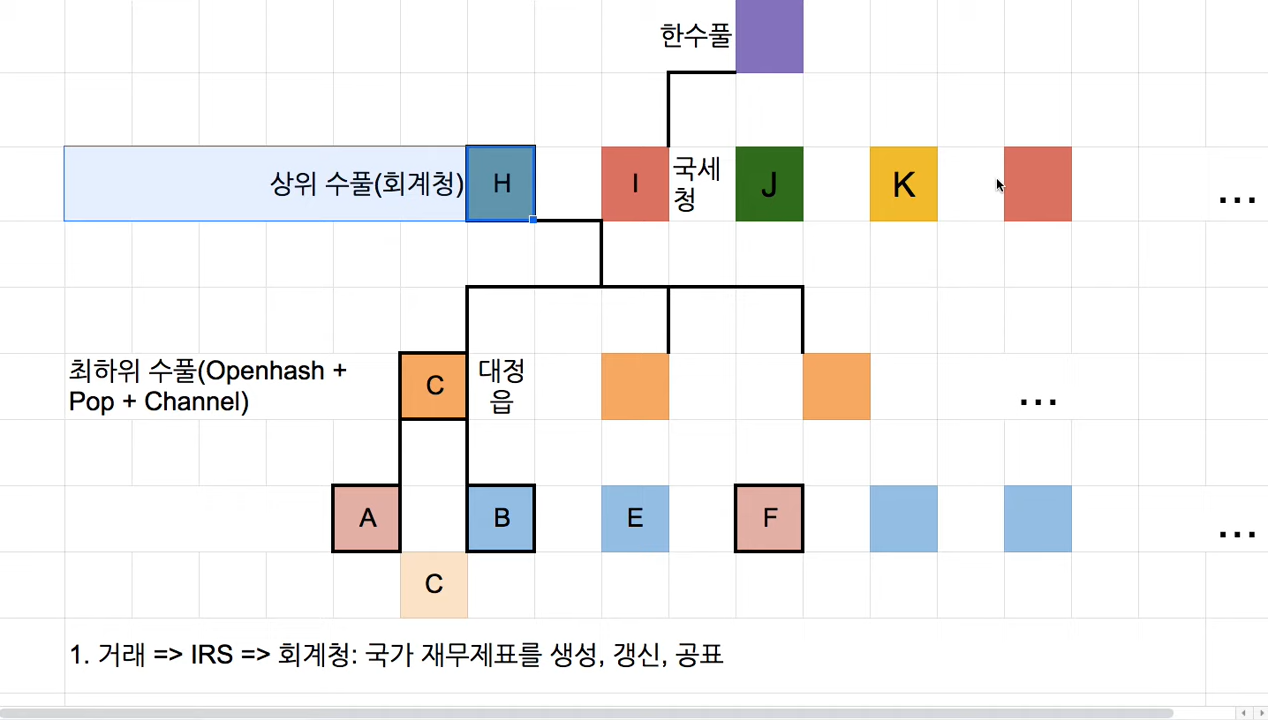 한수풀
상위 수풀(회계청)
H
I
국세
청
J
K
...
최하위 수풀(Openhash +
Pop + Channel)
C
대정
읍
...
A
B
E
F
...
C
1. 거래 => IRS => 회계청: 국가 재무제표를 생성, 갱신, 공표